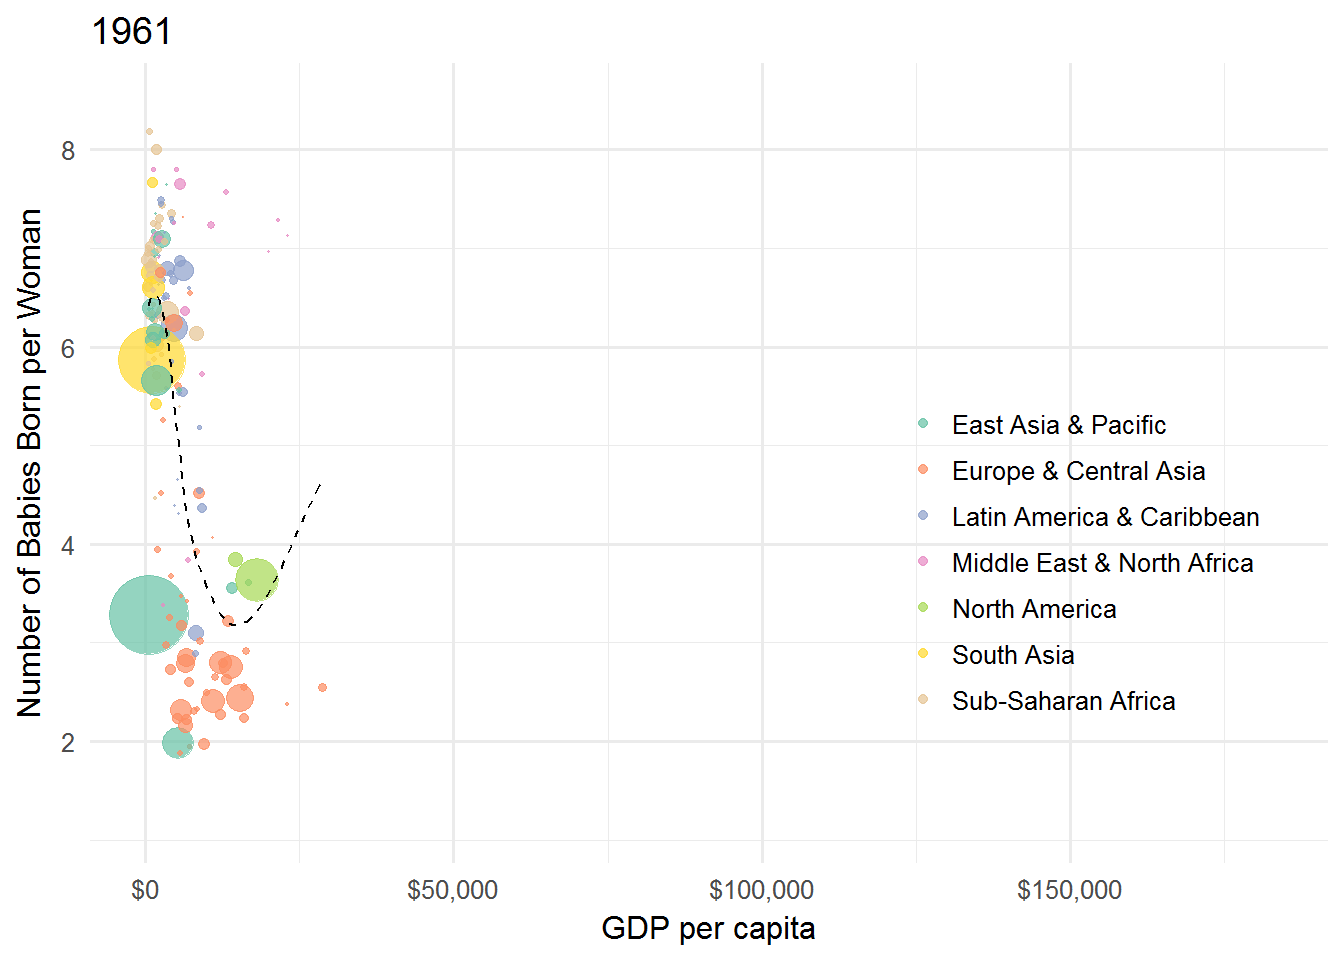 1961
Number of Babies Born per Woman
8
6
4
2
East Asia & Pacific
Europe & Central Asia
Latin America & Caribbean
Middle East & North Africa
North America
South Asia
Sub-Saharan Africa
$0
$50,000
$100,000
$150,000
GDP per capita